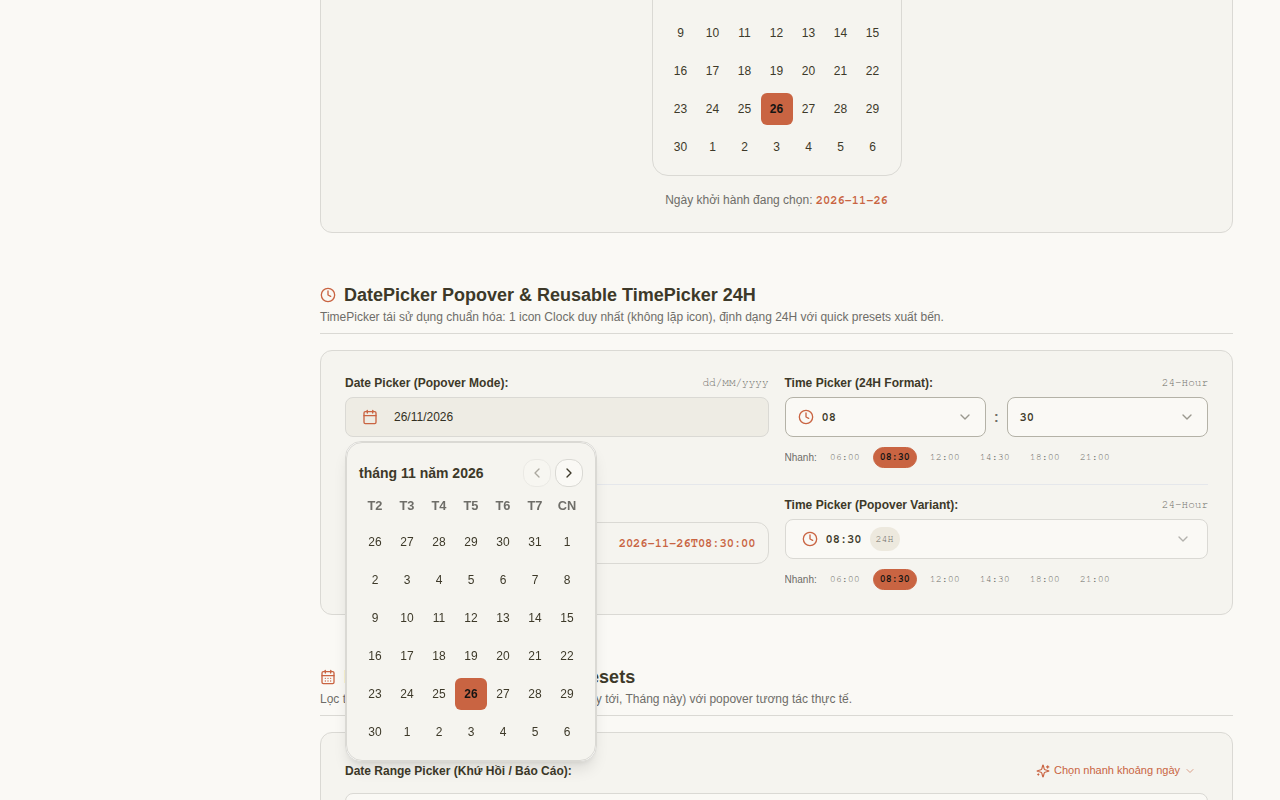 9 10 11 12 13 14 15
16 17 18 19 20 21 22
23 24 25 26 27 28 29
30 1 2 3 4 5 6
Ngày khởi hành đang chọn: 2026-11-26
DatePicker Popover & Reusable TimePicker 24H
TimePicker tái sử dụng chuẩn hóa: 1 icon Clock duy nhất (không lặp icon), định dạng 24H với quick presets xuất bến.
Date Picker (Popover Mode): dd/MM/yyyy
26/11/2026
Time Picker (24H Format): 24-Hour
08 : 30
Nhanh: 06:00 08:30 12:00 14:30 18:00 21:00
tháng 11 năm 2026
T2 T3 T4 T5 T6 T7 CN
26 27 28 29 30 31 1
2 3 4 5 6 7 8
9 10 11 12 13 14 15
16 17 18 19 20 21 22
23 24 25 26 27 28 29
30 1 2 3 4 5 6
2026-11-26T08:30:00
Time Picker (Popover Variant): 24-Hour
08:30 24H
Nhanh: 06:00 08:30 12:00 14:30 18:00 21:00
esets
Lọc y tới, Tháng này) với popover tương tác thực tế.
Date Range Picker (Khứ Hồi / Báo Cáo): Chọn nhanh khoảng ngày